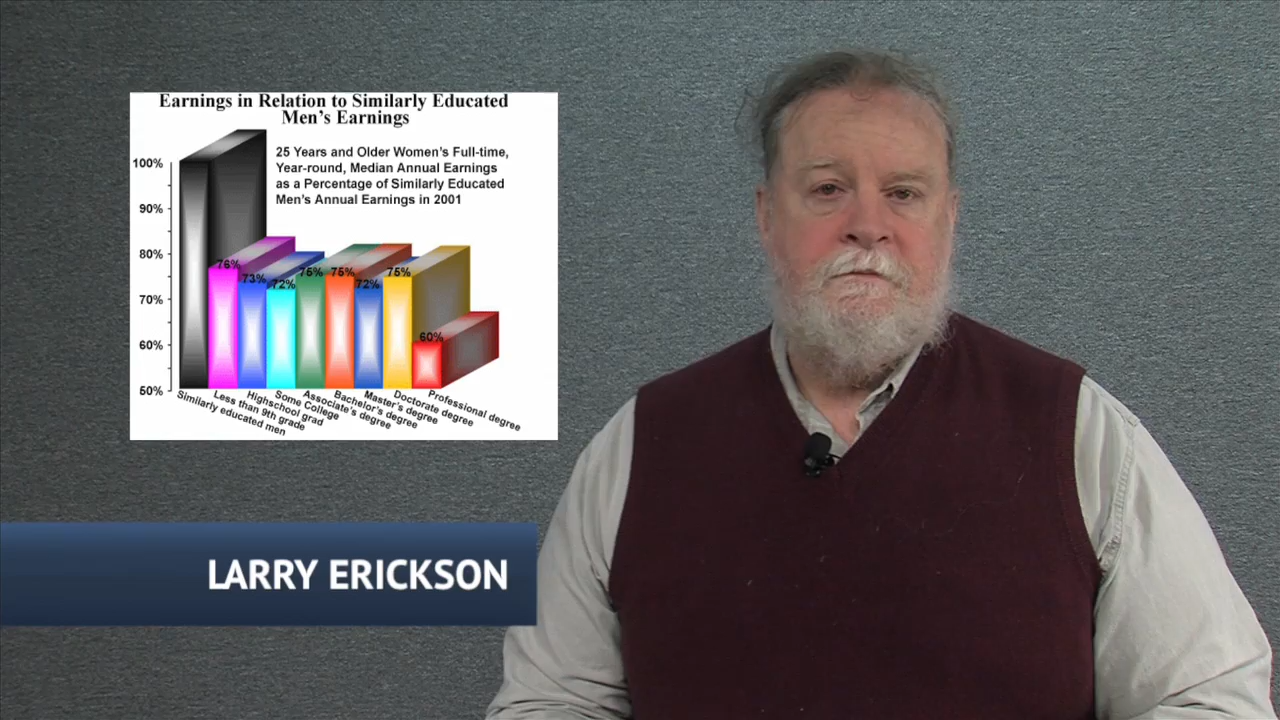 Earnings in Relation to Similarly Educated
Men's Earnings
25 Years and Older Women's Full-time,
Year-round, Median Annual Earnings
as a Percentage of Similarly Educated
Men's Annual Earnings in 2001
100%
90%
80%
70%
60%
50%
76%
73%
72%
75%
75%
72%
75%
60%
Similarly educated men
Less than 9th grade
Highschool grad
Some College
Associate's degree
Bachelor's degree
Master's degree
Doctorate degree
Professional degree
LARRY ERICKSON